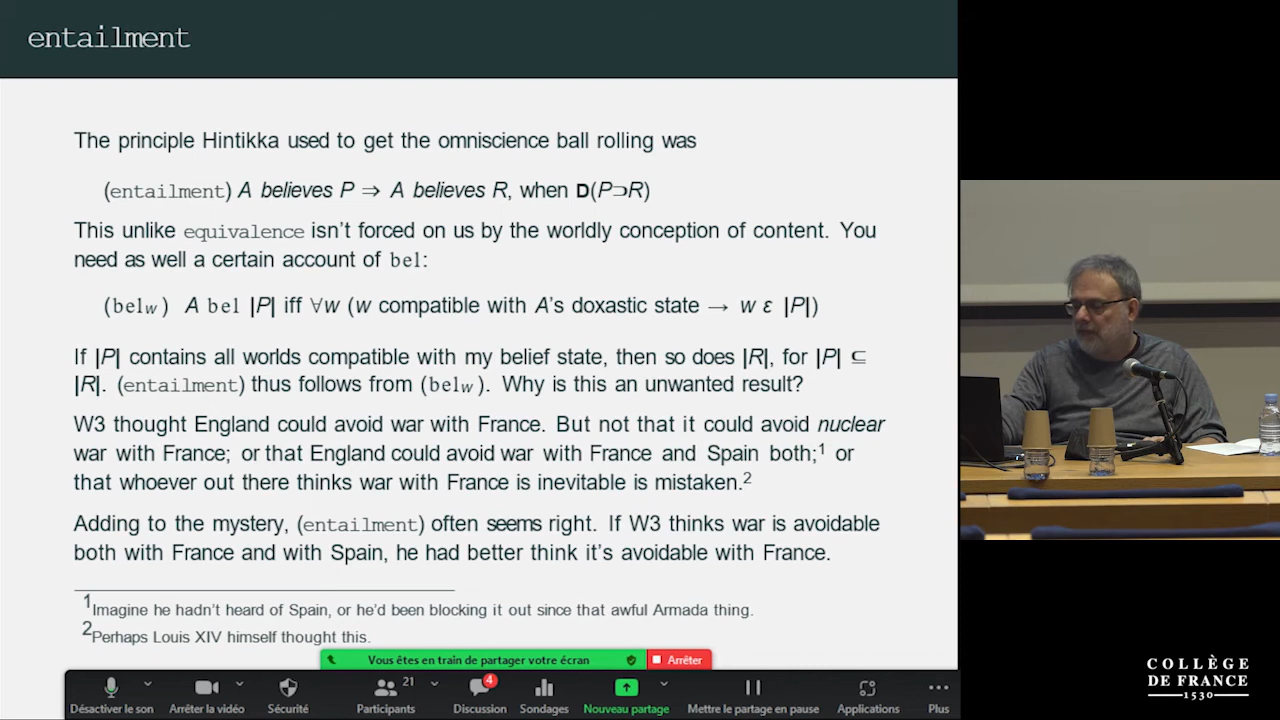 entailment
The principle Hintikka used to get the omniscience ball rolling was
(entailment) A believes P ⇒ A believes R, when D(P⊃R)
This unlike equivalence isn't forced on us by the worldly conception of content. You
need as well a certain account of bel:
(belw) A bel |P| iff ∀w (w compatible with A's doxastic state → w ε |P|)
If |P| contains all worlds compatible with my belief state, then so does |R|, for |P| ⊆
|R|. (entailment) thus follows from (belw). Why is this an unwanted result?
W3 thought England could avoid war with France. But not that it could avoid nuclear
war with France; or that England could avoid war with France and Spain both;1 or
that whoever out there thinks war with France is inevitable is mistaken.2
Adding to the mystery, (entailment) often seems right. If W3 thinks war is avoidable
both with France and with Spain, he had better think it's avoidable with France.
1Imagine he hadn't heard of Spain, or he'd been blocking it out since that awful Armada thing.
2Perhaps Louis XIV himself thought this.
Vous êtes en train de partager votre écran Arrêter
21 4
Désactiver le son Arrêter la vidéo Sécurité Participants Discussion Sondages Nouveau partage Mettre le partage en pause Applications Plus
COLLÈGE
DE FRANCE
1530